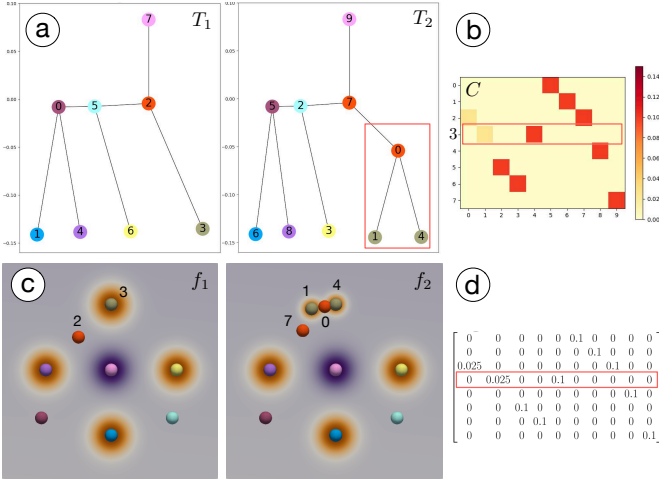 a
T₁
0.10
0.05
0.00
−0.05
−0.10
−0.15
7
0 5 2
1 4 6 3
T₂
0.10
0.05
0.00
−0.05
−0.10
−0.15
9
5 2 7
0
6 8 3 1 4
b
C
0
1
2
3
3
4
5
6
7
0 1 2 3 4 5 6 7 8 9
0.14
0.12
0.10
0.08
0.06
0.04
0.02
0.00
c
f₁
3
2
f₂
1 4
7 0
d
0 0 0 0 0 0.1 0 0 0 0
0 0 0 0 0 0 0.1 0 0 0
0.025 0 0 0 0 0 0 0.1 0 0
0 0.025 0 0 0.1 0 0 0 0 0
0 0 0 0 0 0 0 0 0.1 0
0 0 0.1 0 0 0 0 0 0 0
0 0 0 0.1 0 0 0 0 0 0
0 0 0 0 0 0 0 0 0 0.1